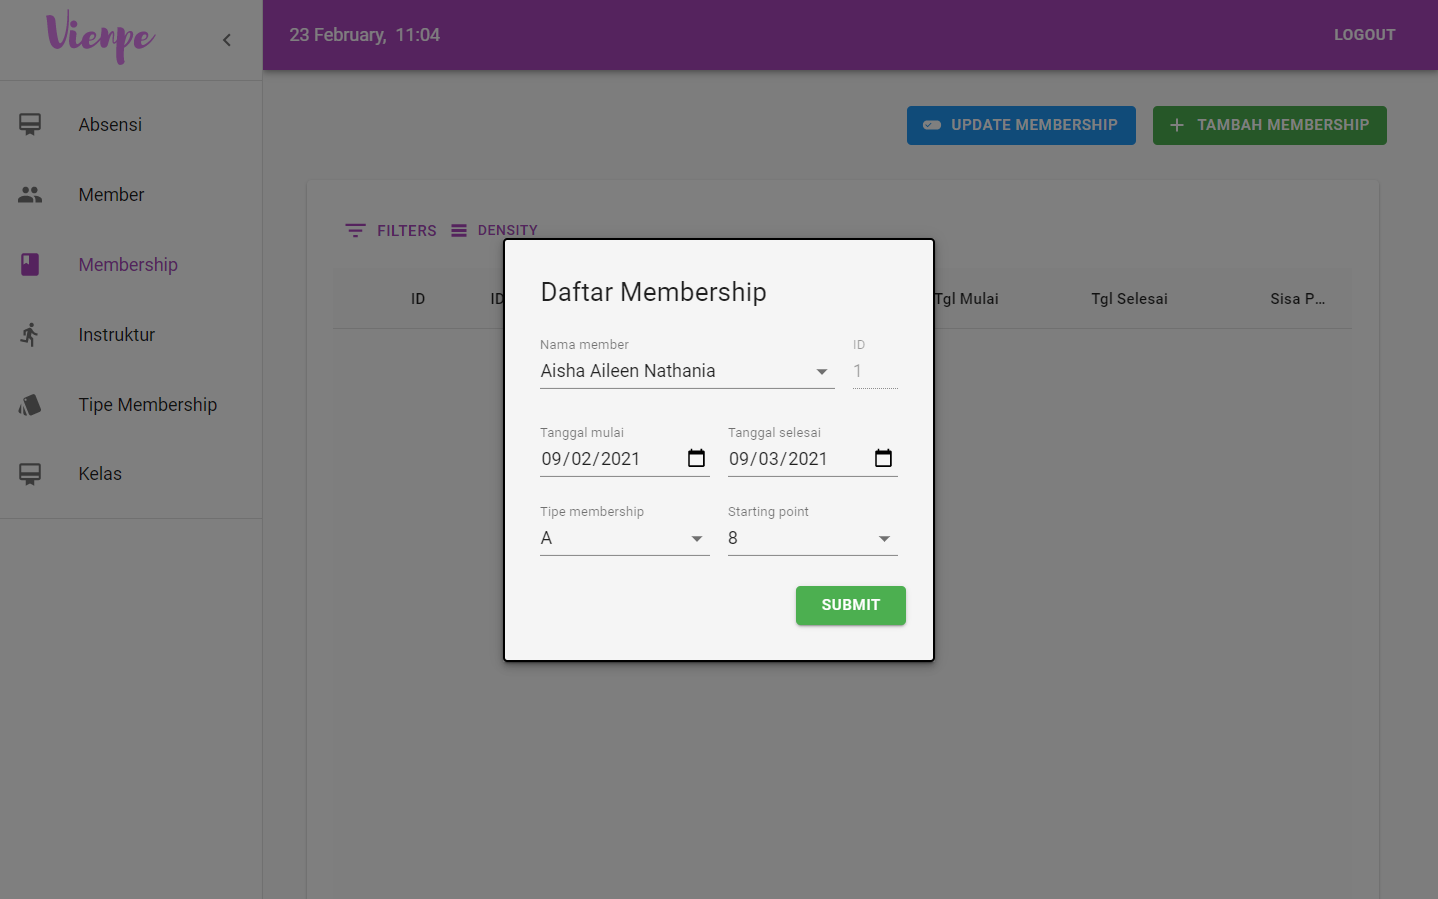 Vienpe
23 February, 11:04
LOGOUT
Absensi
Member
Membership
Instruktur
Tipe Membership
Kelas
UPDATE MEMBERSHIP
+ TAMBAH MEMBERSHIP
FILTERS
DENSITY
ID
ID
Tgl Mulai
Tgl Selesai
Sisa P...
Daftar Membership
Nama member
ID
Aisha Aileen Nathania
1
Tanggal mulai
Tanggal selesai
09/02/2021
09/03/2021
Tipe membership
Starting point
A
8
SUBMIT